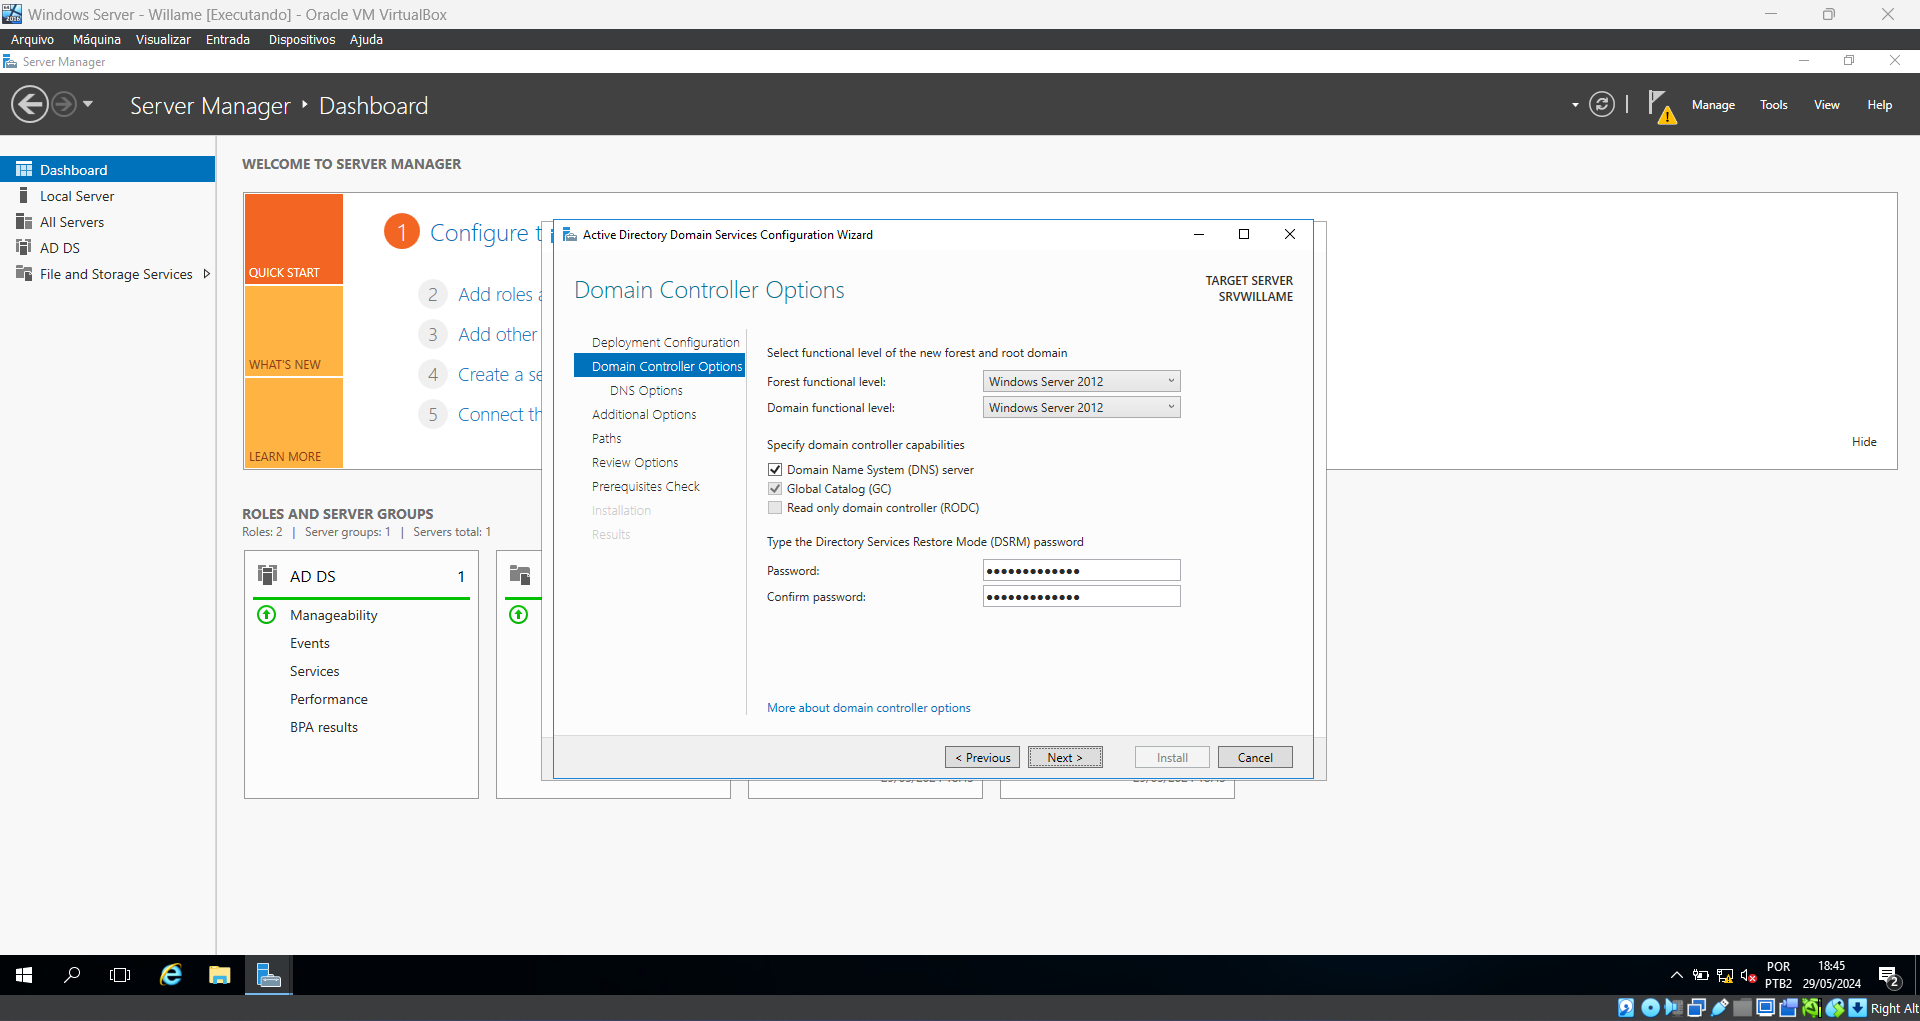 Windows Server - Willame [Executando] - Oracle VM VirtualBox
Arquivo Máquina Visualizar Entrada Dispositivos Ajuda
Server Manager
Server Manager ‣ Dashboard
Manage Tools View Help
Dashboard
Local Server
All Servers
AD DS
File and Storage Services
WELCOME TO SERVER MANAGER
QUICK START
WHAT'S NEW
LEARN MORE
1 Configure t
2 Add roles a
3 Add other
4 Create a se
5 Connect th
Hide
ROLES AND SERVER GROUPS
Roles: 2 | Server groups: 1 | Servers total: 1
AD DS 1
Manageability
Events
Services
Performance
BPA results
Active Directory Domain Services Configuration Wizard
Domain Controller Options
TARGET SERVER
SRVWILLAME
Deployment Configuration
Domain Controller Options
DNS Options
Additional Options
Paths
Review Options
Prerequisites Check
Installation
Results
Select functional level of the new forest and root domain
Forest functional level: Windows Server 2012
Domain functional level: Windows Server 2012
Specify domain controller capabilities
Domain Name System (DNS) server
Global Catalog (GC)
Read only domain controller (RODC)
Type the Directory Services Restore Mode (DSRM) password
Password: •••••••••••••
Confirm password: •••••••••••••
More about domain controller options
< Previous Next > Install Cancel
POR
PTB2
18:45
29/05/2024
2
Right Alt